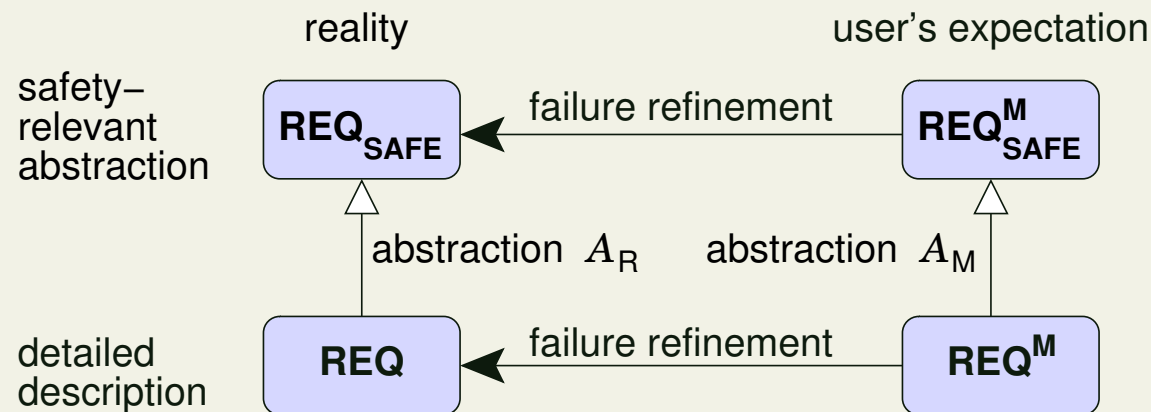 reality
user's expectation
safety–
relevant
abstraction
REQ_SAFE
failure refinement
REQ^M_SAFE
abstraction A_R
abstraction A_M
detailed
description
REQ
failure refinement
REQ^M